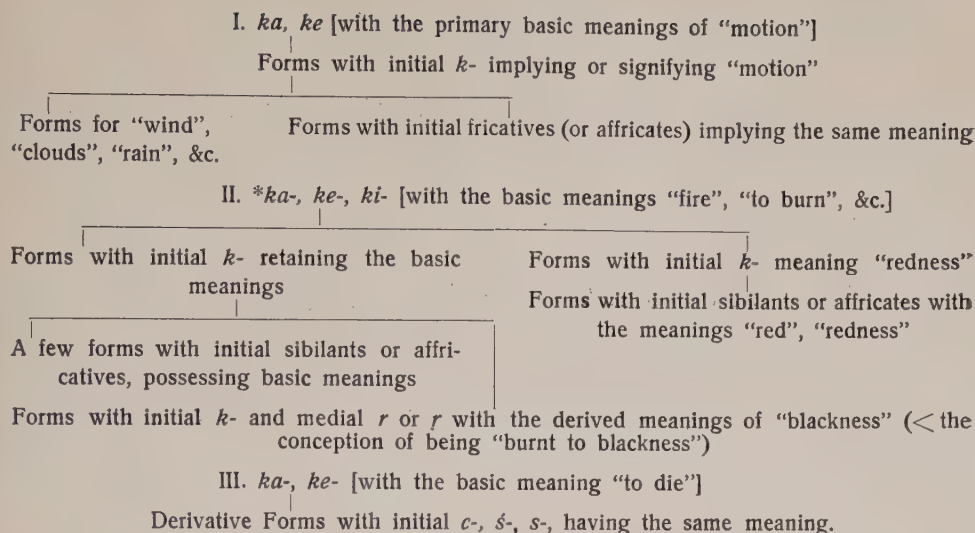 I. ka, ke [with the primary basic meanings of “motion”]
Forms with initial k- implying or signifying “motion”
Forms for “wind”, Forms with initial fricatives (or affricates) implying the same meaning
“clouds”, “rain”, &c.
II. *ka-, ke-, ki- [with the basic meanings “fire”, “to burn”, &c.]
Forms with initial k- retaining the basic Forms with initial k- meaning “redness”
meanings Forms with initial sibilants or affricates with
the meanings “red”, “redness”
A few forms with initial sibilants or affri-
catives, possessing basic meanings
Forms with initial k- and medial r or ṛ with the derived meanings of “blackness” (< the
conception of being “burnt to blackness”)
III. ka-, ke- [with the basic meaning “to die”]
Derivative Forms with initial c-, ś-, s-, having the same meaning.